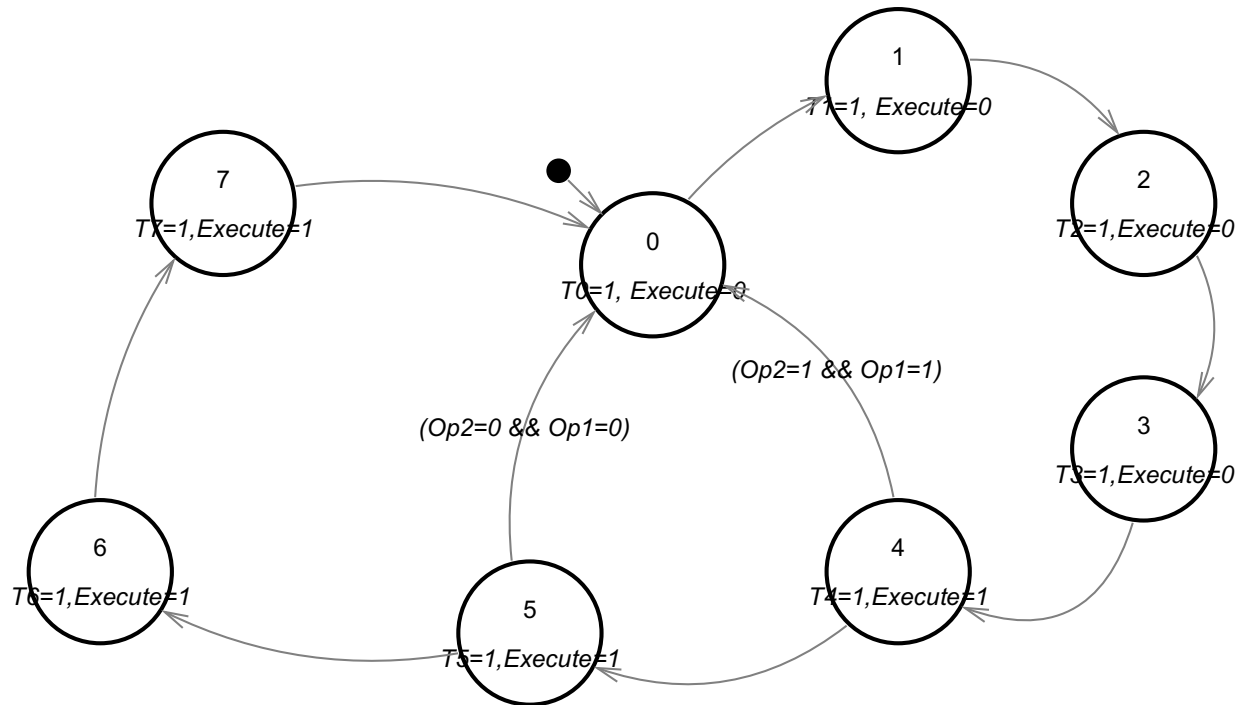 1
T1=1, Execute=0
7
T7=1,Execute=1
2
T2=1,Execute=0
0
T0=1, Execute=0
(Op2=1 && Op1=1)
(Op2=0 && Op1=0)
3
T3=1,Execute=0
6
T6=1,Execute=1
4
T4=1,Execute=1
5
T5=1,Execute=1